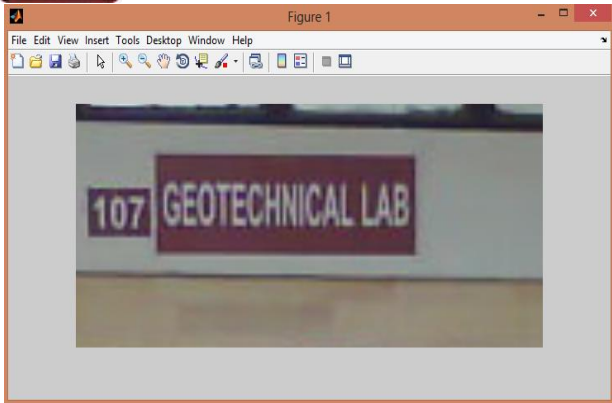 Figure 1
File Edit View Insert Tools Desktop Window Help
107 GEOTECHNICAL LAB